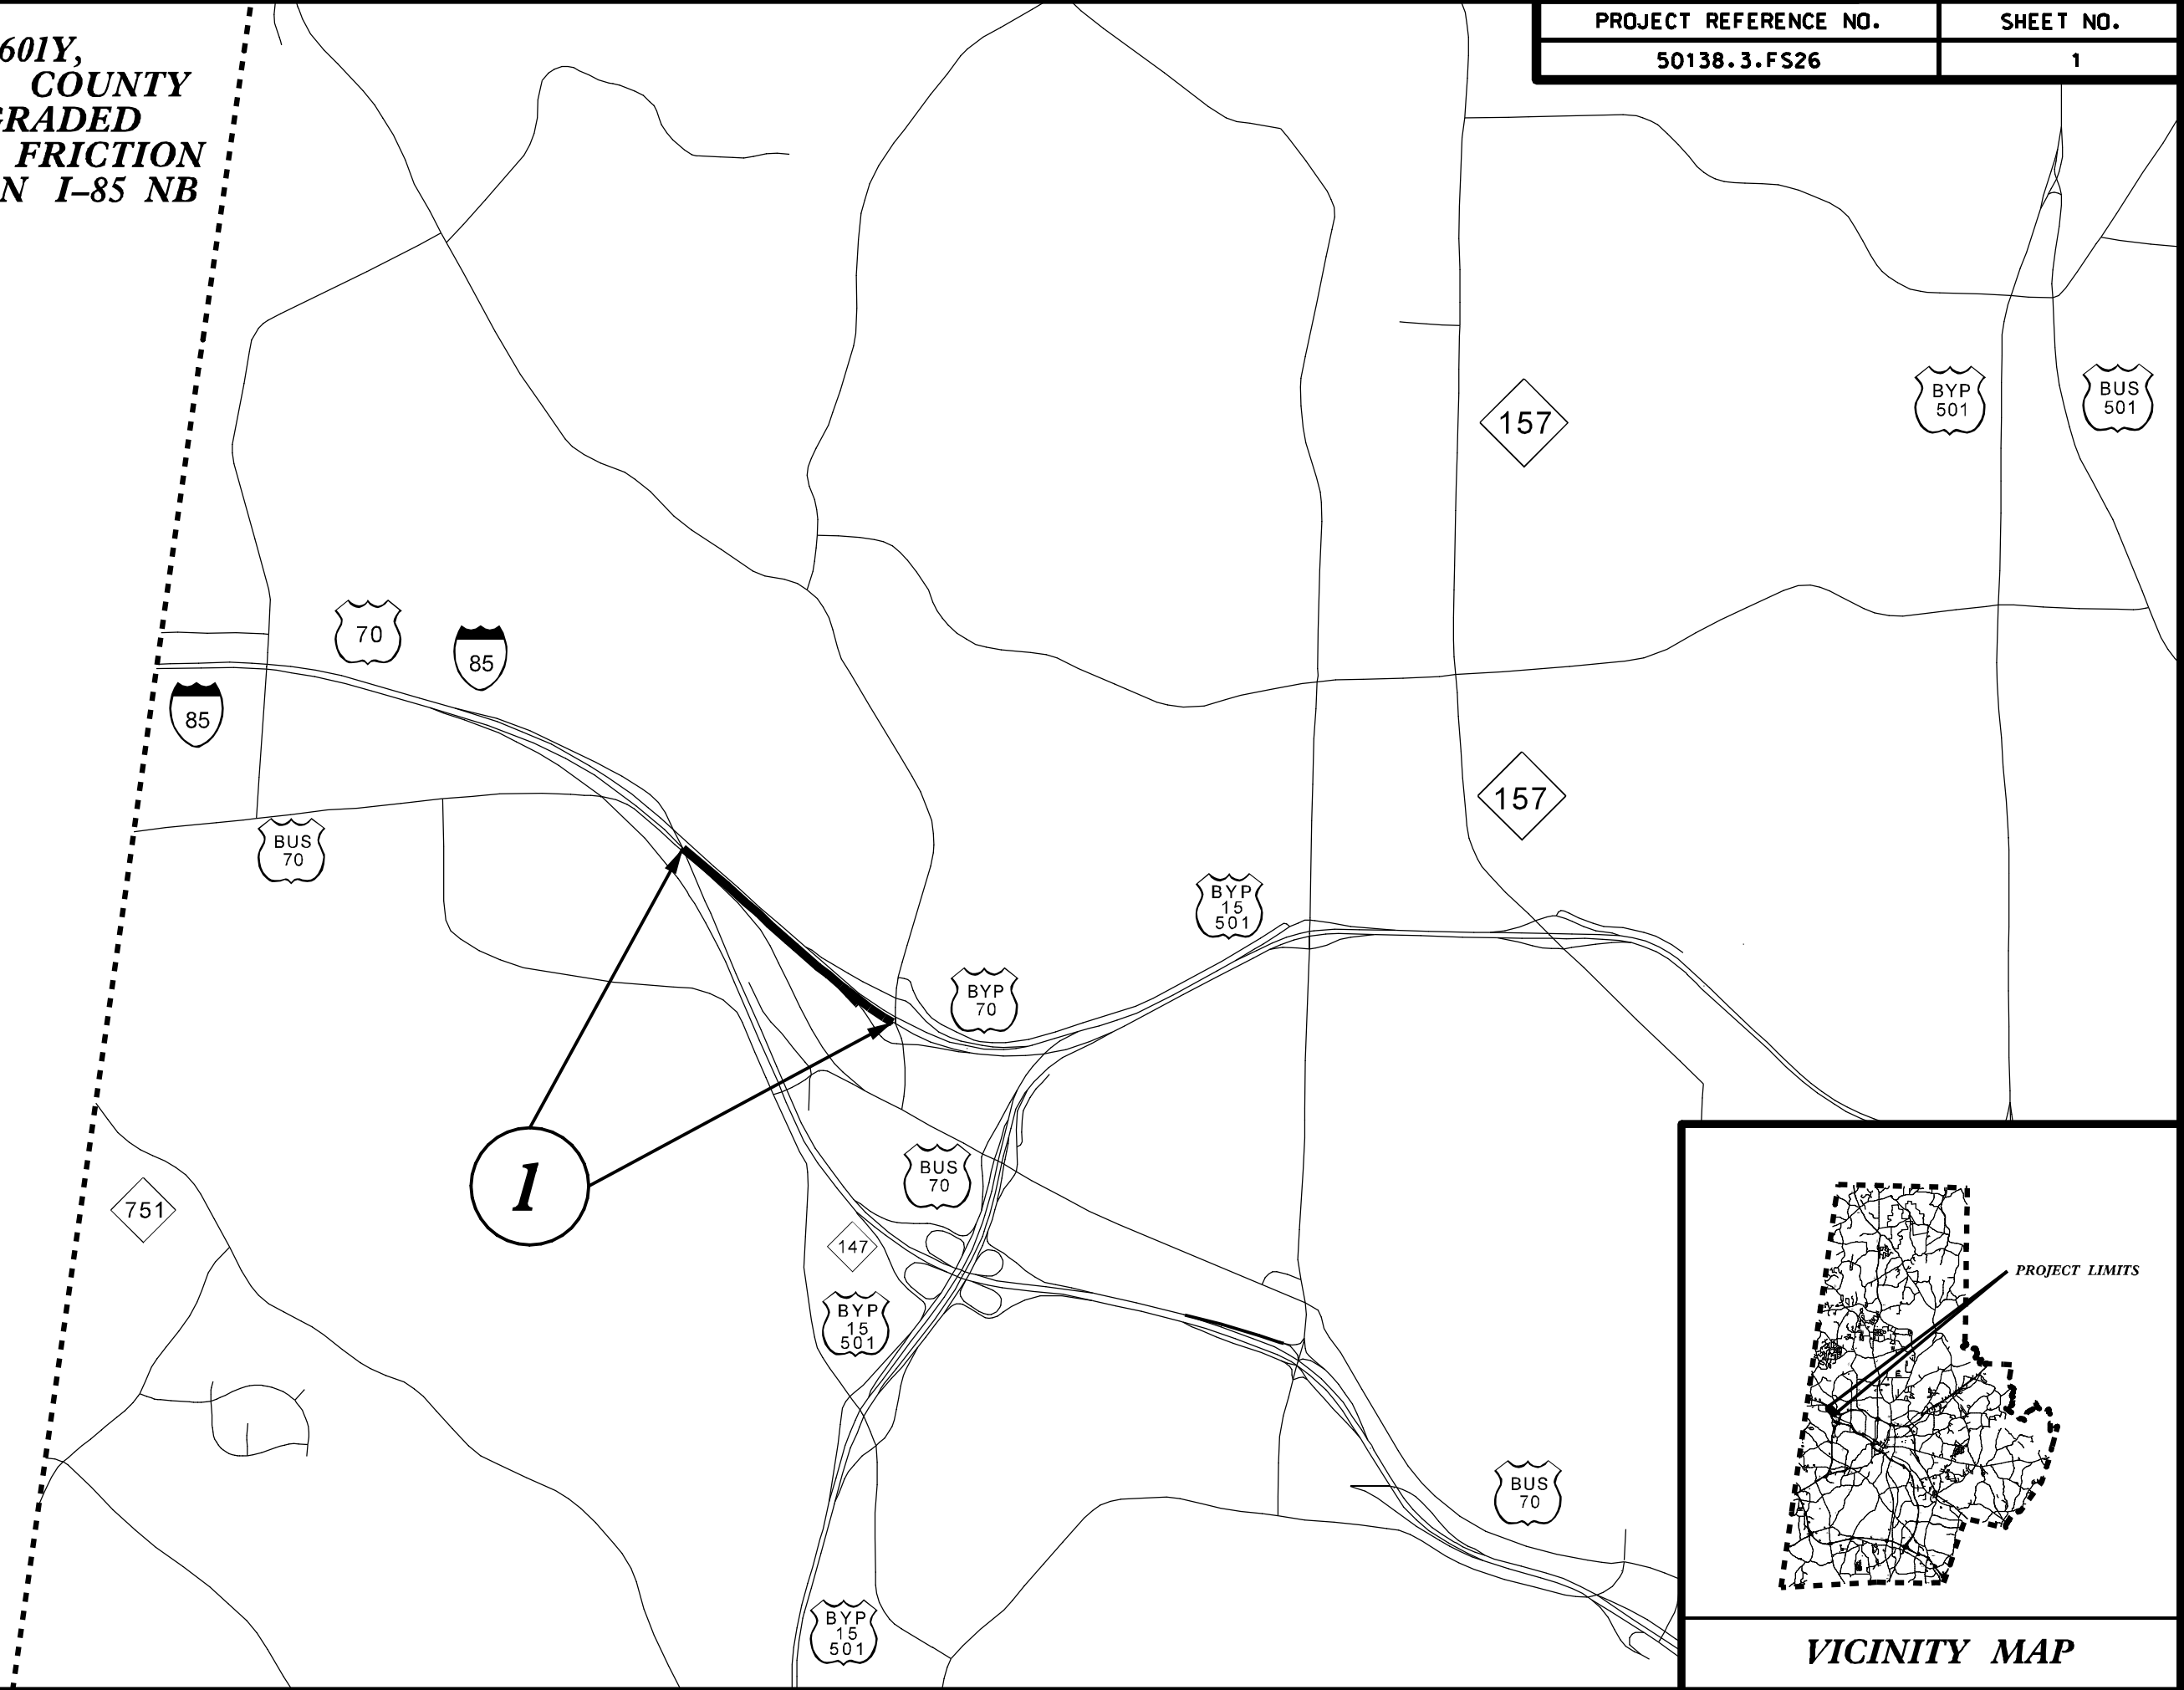 PROJECT REFERENCE NO. SHEET NO.
50138.3.FS26 1
601Y,
COUNTY
GRADED
FRICTION
N I-85 NB
157
BYP
501
BUS
501
70
85
85
157
BUS
70
BYP
15
501
BYP
70
1
BUS
70
751
147
BYP
15
501
PROJECT LIMITS
BUS
70
BYP
15
501
VICINITY MAP